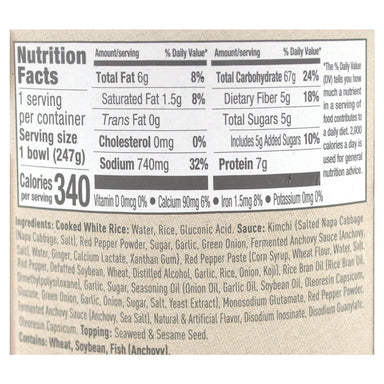 Nutrition Facts
1 serving per container
Serving size 1 bowl (247g)
Calories per serving 340
Amount/serving % Daily Value*
Total Fat 6g 8%
Saturated Fat 1.5g 8%
Trans Fat 0g
Cholesterol 0mg 0%
Sodium 740mg 32%
Amount/serving % Daily Value*
Total Carbohydrate 67g 24%
Dietary Fiber 5g 18%
Total Sugars 5g
Includes 5g Added Sugars 10%
Protein 7g
Vitamin D 0mcg 0% • Calcium 90mg 6% • Iron 1.5mg 8% • Potassium 0mg 0%
*The % Daily Value
(DV) tells you
how much a
nutrient in
a serving of
food contributes
to a daily diet. 2,000
calories a day is
used for general
nutrition advice.
Ingredients: Cooked White Rice: Water, Rice, Gluconic Acid. Sauce: Kimchi {Salted Napa Cabbage
(Napa Cabbage, Salt), Red Pepper Powder, Sugar, Garlic, Green Onion, Fermented Anchovy Sauce (Anchovy,
Salt), Water, Ginger, Calcium Lactate, Xanthan Gum}, Red Pepper Paste (Corn Syrup, Wheat Flour, Water, Salt,
Red Pepper, Defatted Soybean, Wheat, Distilled Alcohol, Garlic, Rice, Onion, Koji), Rice Bran Oil (Rice Bran Oil,
Dimethylpolysiloxane), Garlic, Sugar, Seasoning Oil (Onion Oil, Garlic Oil, Soybean Oil, Oleoresin Capsicum,
Glucose, Green Onion, Garlic, Onion, Sugar, Salt, Yeast Extract), Monosodium Glutamate, Red Pepper Powder,
Fermented Anchovy Sauce (Anchovy, Sea Salt), Natural & Artificial Flavor, Disodium Inosinate, Disodium Guanylate,
Oleoresin Capsicum. Topping: Seaweed & Sesame Seed.
Contains: Wheat, Soybean, Fish (Anchovy).